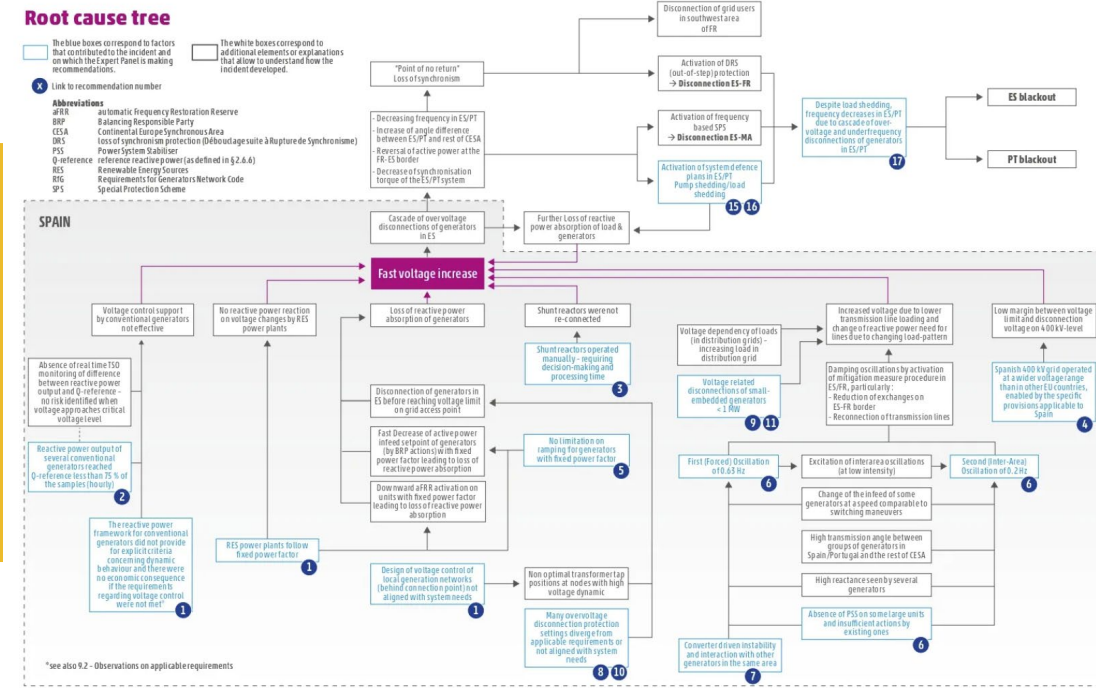 Root cause tree
The blue boxes correspond to factors
that contributed to the incident and
on which the Expert Panel is making
recommendations.
The white boxes correspond to
additional elements or explanations
that allow to understand how the
incident developed.
X Link to recommendation number
Abbreviations
aFRR automatic Frequency Restoration Reserve
BRP Balancing Responsible Party
CESA Continental Europe Synchronous Area
DRS loss of synchronism protection (Débouclage suite à Rupture de Synchronisme)
PSS Power System Stabiliser
Q-reference reference reactive power (as defined in § 2.6.6)
RES Renewable Energy Sources
RfG Requirements for Generators Network Code
SPS Special Protection Scheme
Disconnection of grid users
in southwest area
of FR
"Point of no return"
Loss of synchronism
Activation of DRS
(out-of-step) protection
→ Disconnection ES-FR
- Decreasing frequency in ES/PT
- Increase of angle difference
between ES/PT and rest of CESA
- Reversal of active power at the
FR-ES border
- Decrease of synchronisation
torque of the ES/PT system
Activation of frequency
based SPS
→ Disconnection ES-MA
Activation of system defence
plans in ES/PT
Pump shedding/load
shedding
15 16
Despite load shedding,
frequency decreases in ES/PT
due to cascade of over-
voltage and underfrequency
disconnections of generators
in ES/PT
17
ES blackout
PT blackout
SPAIN
Cascade of overvoltage
disconnections of generators
in ES
Further Loss of reactive
power absorption of load &
generators
Fast voltage increase
Voltage control support
by conventional generators
not effective
No reactive power reaction
on voltage changes by RES
power plants
Loss of reactive power
absorption of generators
Shunt reactors were not
re-connected
Voltage dependency of loads
(in distribution grids) –
increasing load in
distribution grid
Increased voltage due to lower
transmission line loading and
change of reactive power need for
lines due to changing load-pattern
Low margin between voltage
limit and disconnection
voltage on 400 kV-level
Absence of real time TSO
monitoring of difference
between reactive power
output and Q-reference –
no risk identified when
voltage approaches critical
voltage level
Shunt reactors operated
manually – requiring
decision-making and
processing time
3
Voltage related
disconnections of small-
embedded generators
< 1 MW
9 11
Damping oscillations by activation
of mitigation measure procedure in
ES/FR, particularly :
- Reduction of exchanges on
ES-FR border
- Reconnection of transmission lines
Spanish 400 kV grid operated
at a wider voltage range
than in other EU countries,
enabled by the specific
provisions applicable to
Spain
4
Disconnection of generators in
ES before reaching voltage limit
on grid access point
Reactive power output of
several conventional
generators reached
Q-reference less than 75 % of
the samples (hourly)
2
Fast Decrease of active power
infeed setpoint of generators
(by BRP actions) with fixed
power factor leading to loss of
reactive power absorption
No limitation on
ramping for generators
with fixed power factor
5
First (Forced) Oscillation
of 0.63 Hz
6
Excitation of interarea oscillations
(at low intensity)
Second (Inter-Area)
Oscillation of 0.2 Hz
6
Downward aFRR activation on
units with fixed power factor
leading to loss of reactive power
absorption
Change of the infeed of some
generators at a speed comparable to
switching maneuvers
The reactive power
framework for conventional
generators did not provide
for explicit criteria
concerning dynamic
behaviour and there were
no economic consequence
if the requirements
regarding voltage control
were not met*
1
RES power plants follow
fixed power factor
1
High transmission angle between
groups of generators in
Spain/Portugal and the rest of CESA
Design of voltage control of
local generation networks
(behind connection point) not
aligned with system needs
1
Non optimal transformer tap
positions at nodes with high
voltage dynamic
High reactance seen by several
generators
Many overvoltage
disconnection protection
settings diverge from
applicable requirements or
not aligned with system
needs
8 10
Absence of PSS on some large units
and insufficient actions by
existing ones
6
Converter driven instability
and interaction with other
generators in the same area
7
*see also 9.2 – Observations on applicable requirements